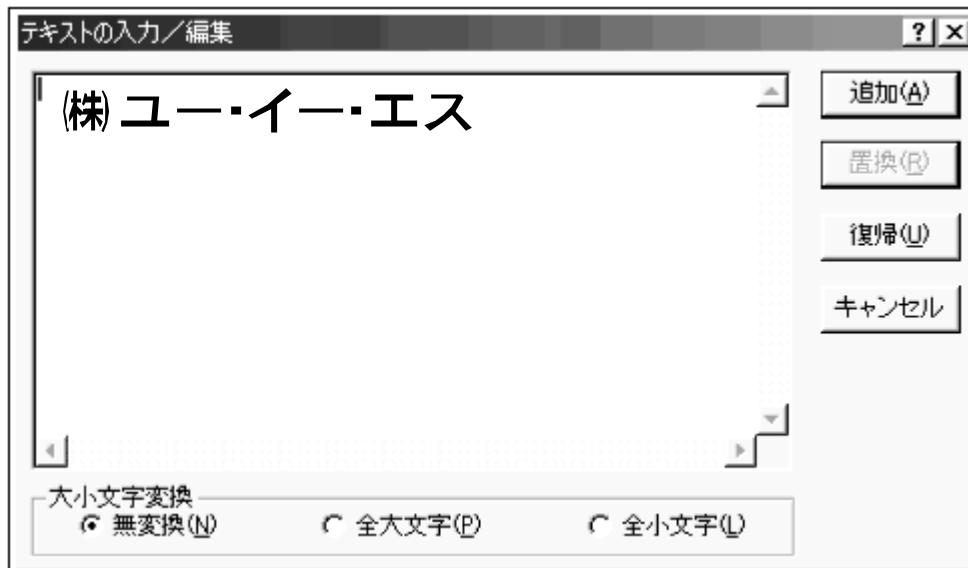 テキストの入力／編集
㈱ユー・イー・エス
追加(A)
置換(R)
復帰(U)
キャンセル
大小文字変換
無変換(N) 全大文字(P) 全小文字(L)